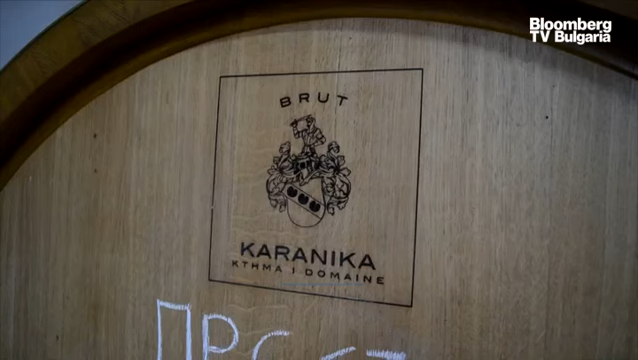 Bloomberg
TV Bulgaria
BRUT
KARANIKA
ΚΤΗΜΑ I DOMAINE